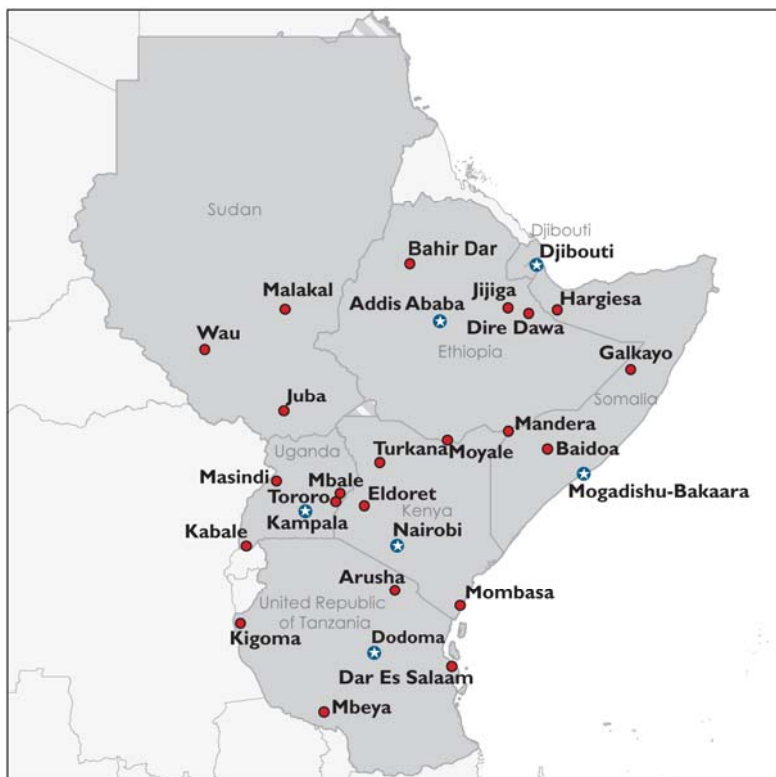 Sudan
Djibouti
Bahir Dar
Djibouti
Malakal
Jijiga
Hargiesa
Addis Ababa
Dire Dawa
Wau
Ethiopia
Galkayo
Juba
Somalia
Mandera
Uganda
Turkana
Moyale
Baidoa
Masindi
Mbale
Tororo
Eldoret
Mogadishu-Bakaara
Kampala
Kenya
Kabale
Nairobi
Arusha
Mombasa
United Republic
of Tanzania
Kigoma
Dodoma
Dar Es Salaam
Mbeya